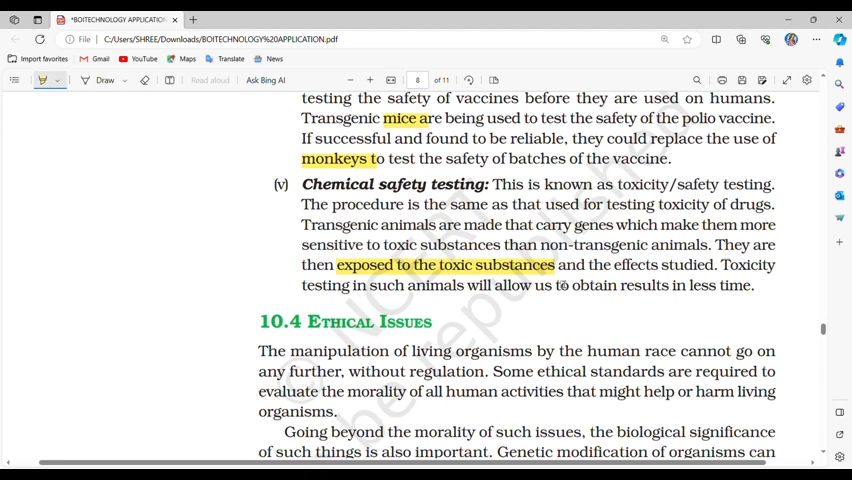 *BOITECHNOLOGY APPLICATION
File
C:/Users/SHREE/Downloads/BOITECHNOLOGY%20APPLICATION.pdf
Import favorites
Gmail
YouTube
Maps
Translate
News
Draw
Read aloud
Ask Bing AI
8
of 11
testing the safety of vaccines before they are used on humans.
Transgenic mice are being used to test the safety of the polio vaccine.
If successful and found to be reliable, they could replace the use of
monkeys to test the safety of batches of the vaccine.
(v) Chemical safety testing: This is known as toxicity/safety testing.
The procedure is the same as that used for testing toxicity of drugs.
Transgenic animals are made that carry genes which make them more
sensitive to toxic substances than non-transgenic animals. They are
then exposed to the toxic substances and the effects studied. Toxicity
testing in such animals will allow us to obtain results in less time.
10.4 ETHICAL ISSUES
The manipulation of living organisms by the human race cannot go on
any further, without regulation. Some ethical standards are required to
evaluate the morality of all human activities that might help or harm living
organisms.
Going beyond the morality of such issues, the biological significance
of such things is also important. Genetic modification of organisms can
© NCERT
be republished